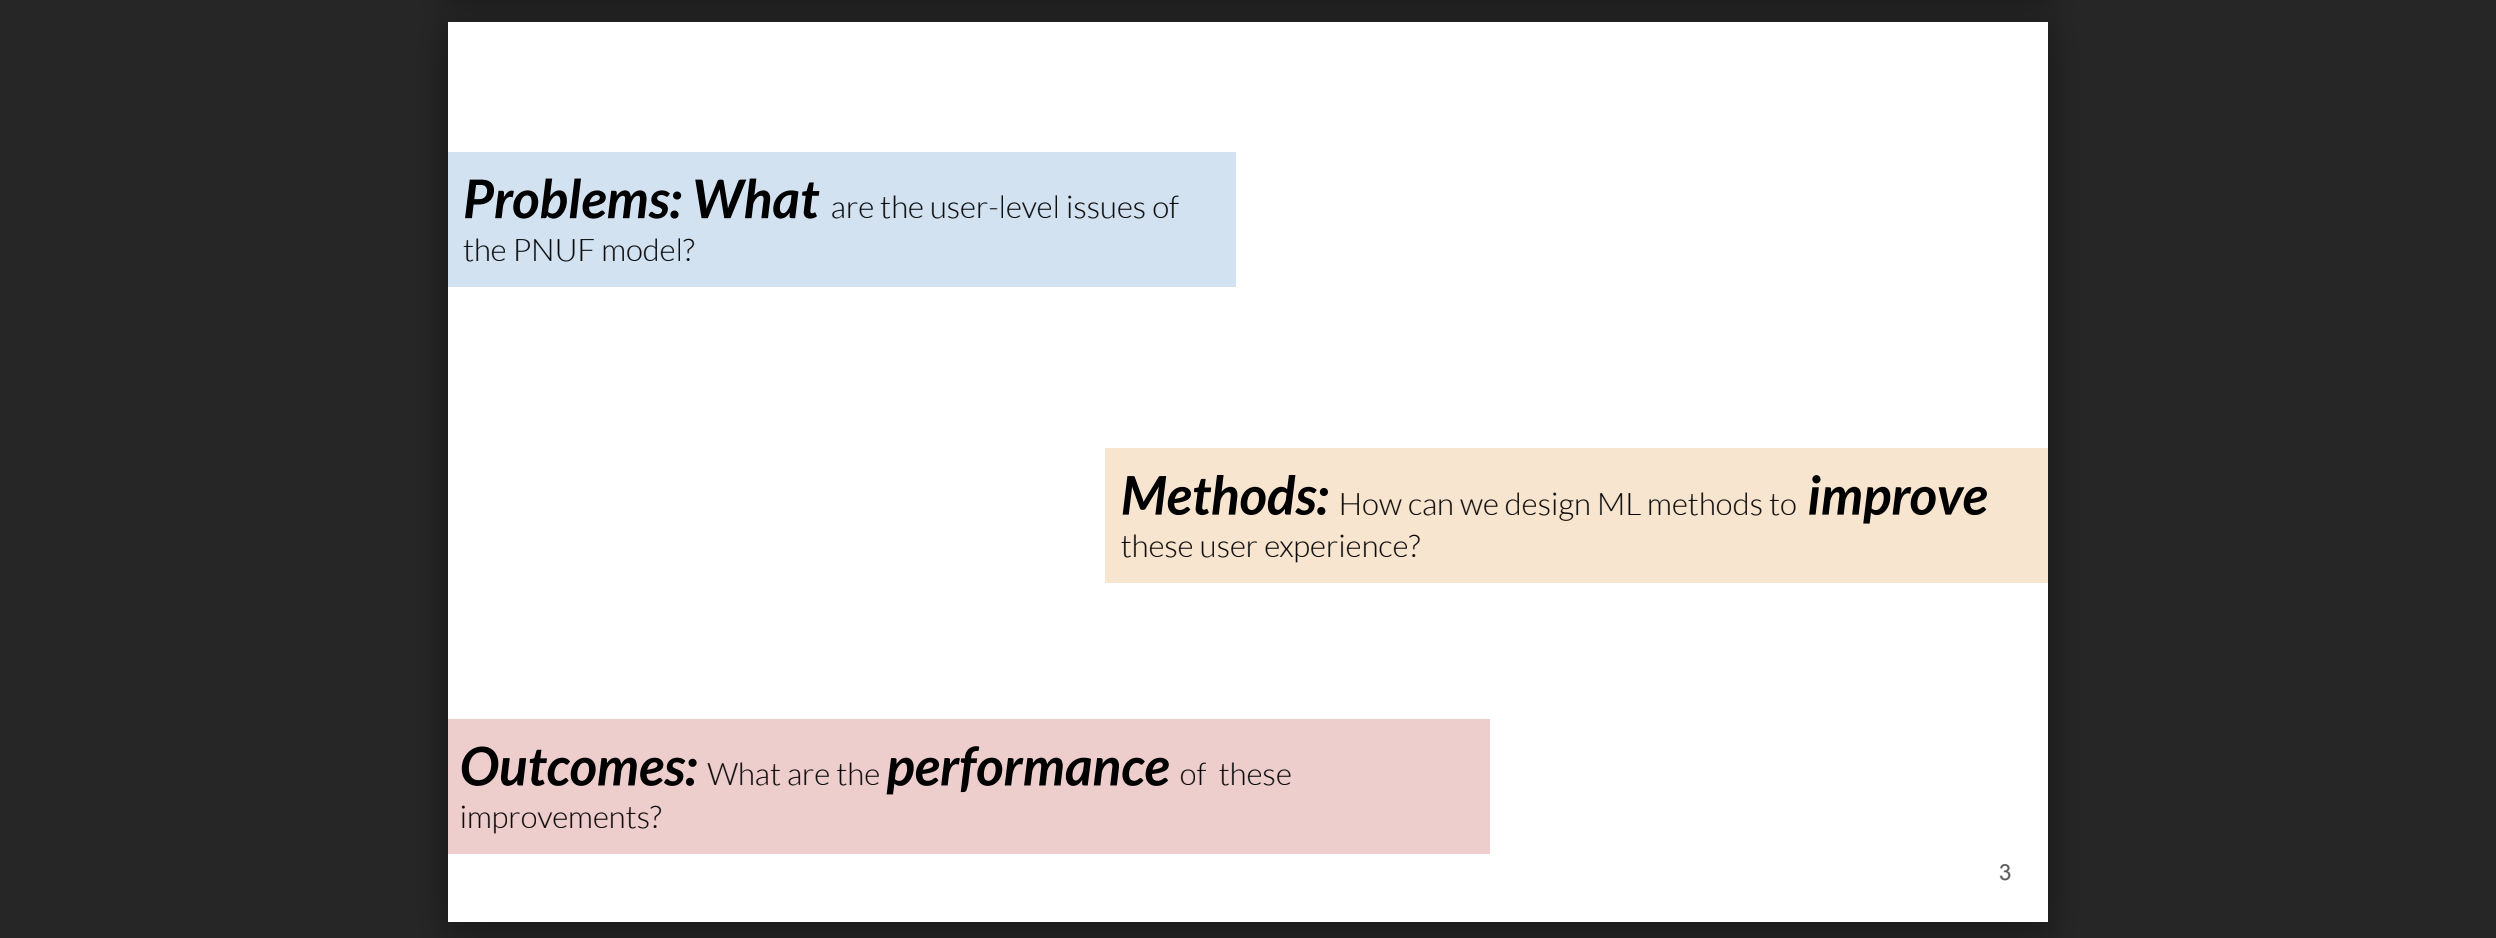 Problems: What are the user-level issues of
the PNUF model?
Methods: How can we design ML methods to improve
these user experience?
Outcomes: What are the performance of these
improvements?
3